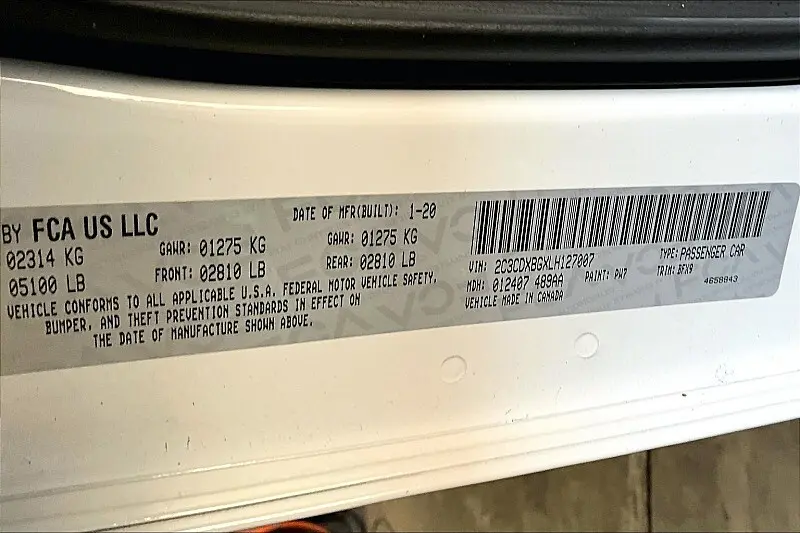 BY FCA US LLC
DATE OF MFR(BUILT): 1-20
02314 KG GAWR: 01275 KG GAWR: 01275 KG
05100 LB FRONT: 02810 LB REAR: 02810 LB
VEHICLE CONFORMS TO ALL APPLICABLE U.S.A. FEDERAL MOTOR VEHICLE SAFETY,
BUMPER, AND THEFT PREVENTION STANDARDS IN EFFECT ON
THE DATE OF MANUFACTURE SHOWN ABOVE.
VIN: 2C3CDXBGXLH127007 TYPE: PASSENGER CAR
MDH: 012407 489AA PAINT: PW7 TRIM: BFX9
VEHICLE MADE IN CANADA 4658843